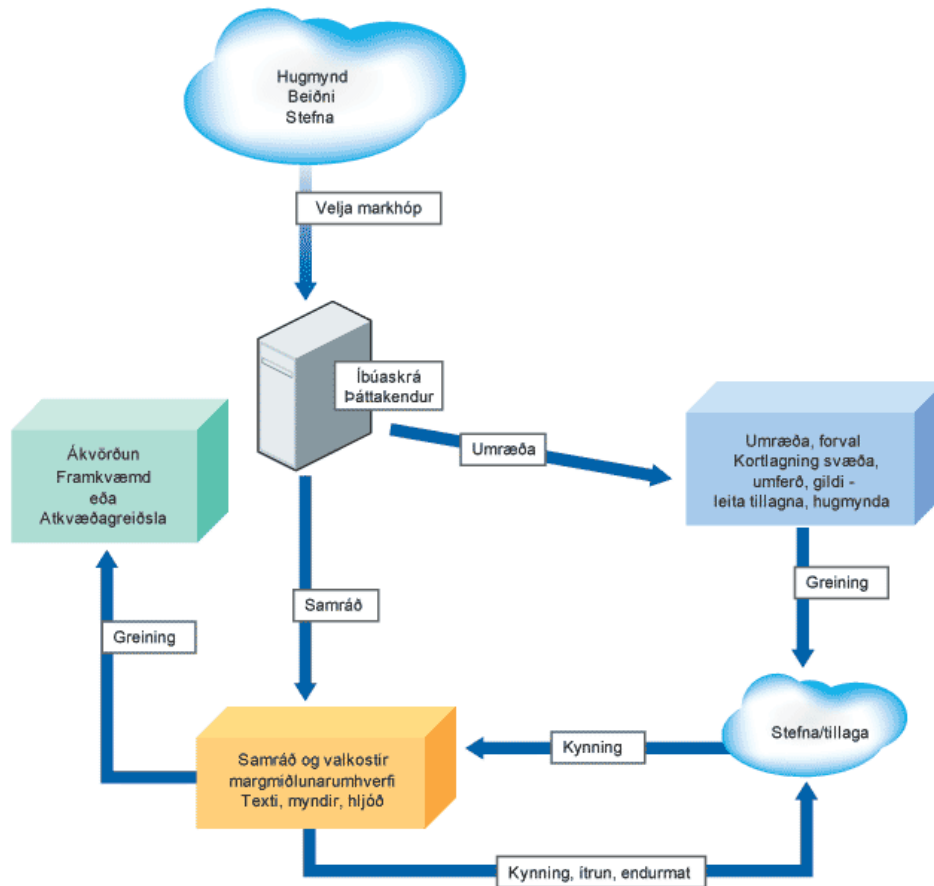 Hugmynd
Beiðni
Stefna
Velja markhóp
Íbúaskrá
Þáttakendur
Umræða
Umræða, forval
Kortlagning svæða,
umferð, gildi -
leita tillagna, hugmynda
Ákvörðun
Framkvæmd
eða
Atkvæðagreiðsla
Samráð
Greining
Greining
Stefna/tillaga
Kynning
Samráð og valkostir
margmiðlunarumhverfi
Texti, myndir, hljóð
Kynning, ítrun, endurmat